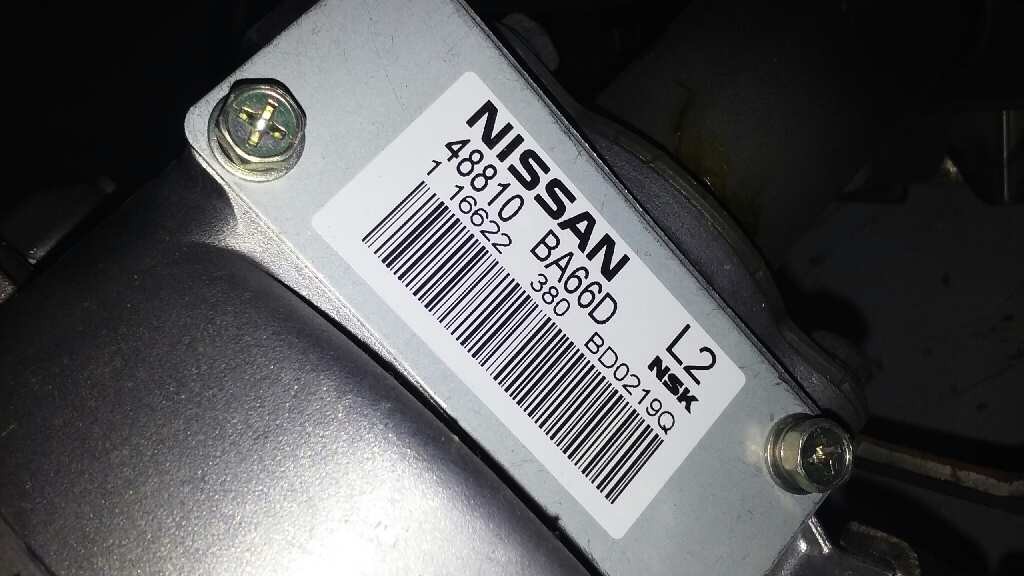 NISSAN
48810 BA66D L2
1 16622 380 BD0219Q
NSK